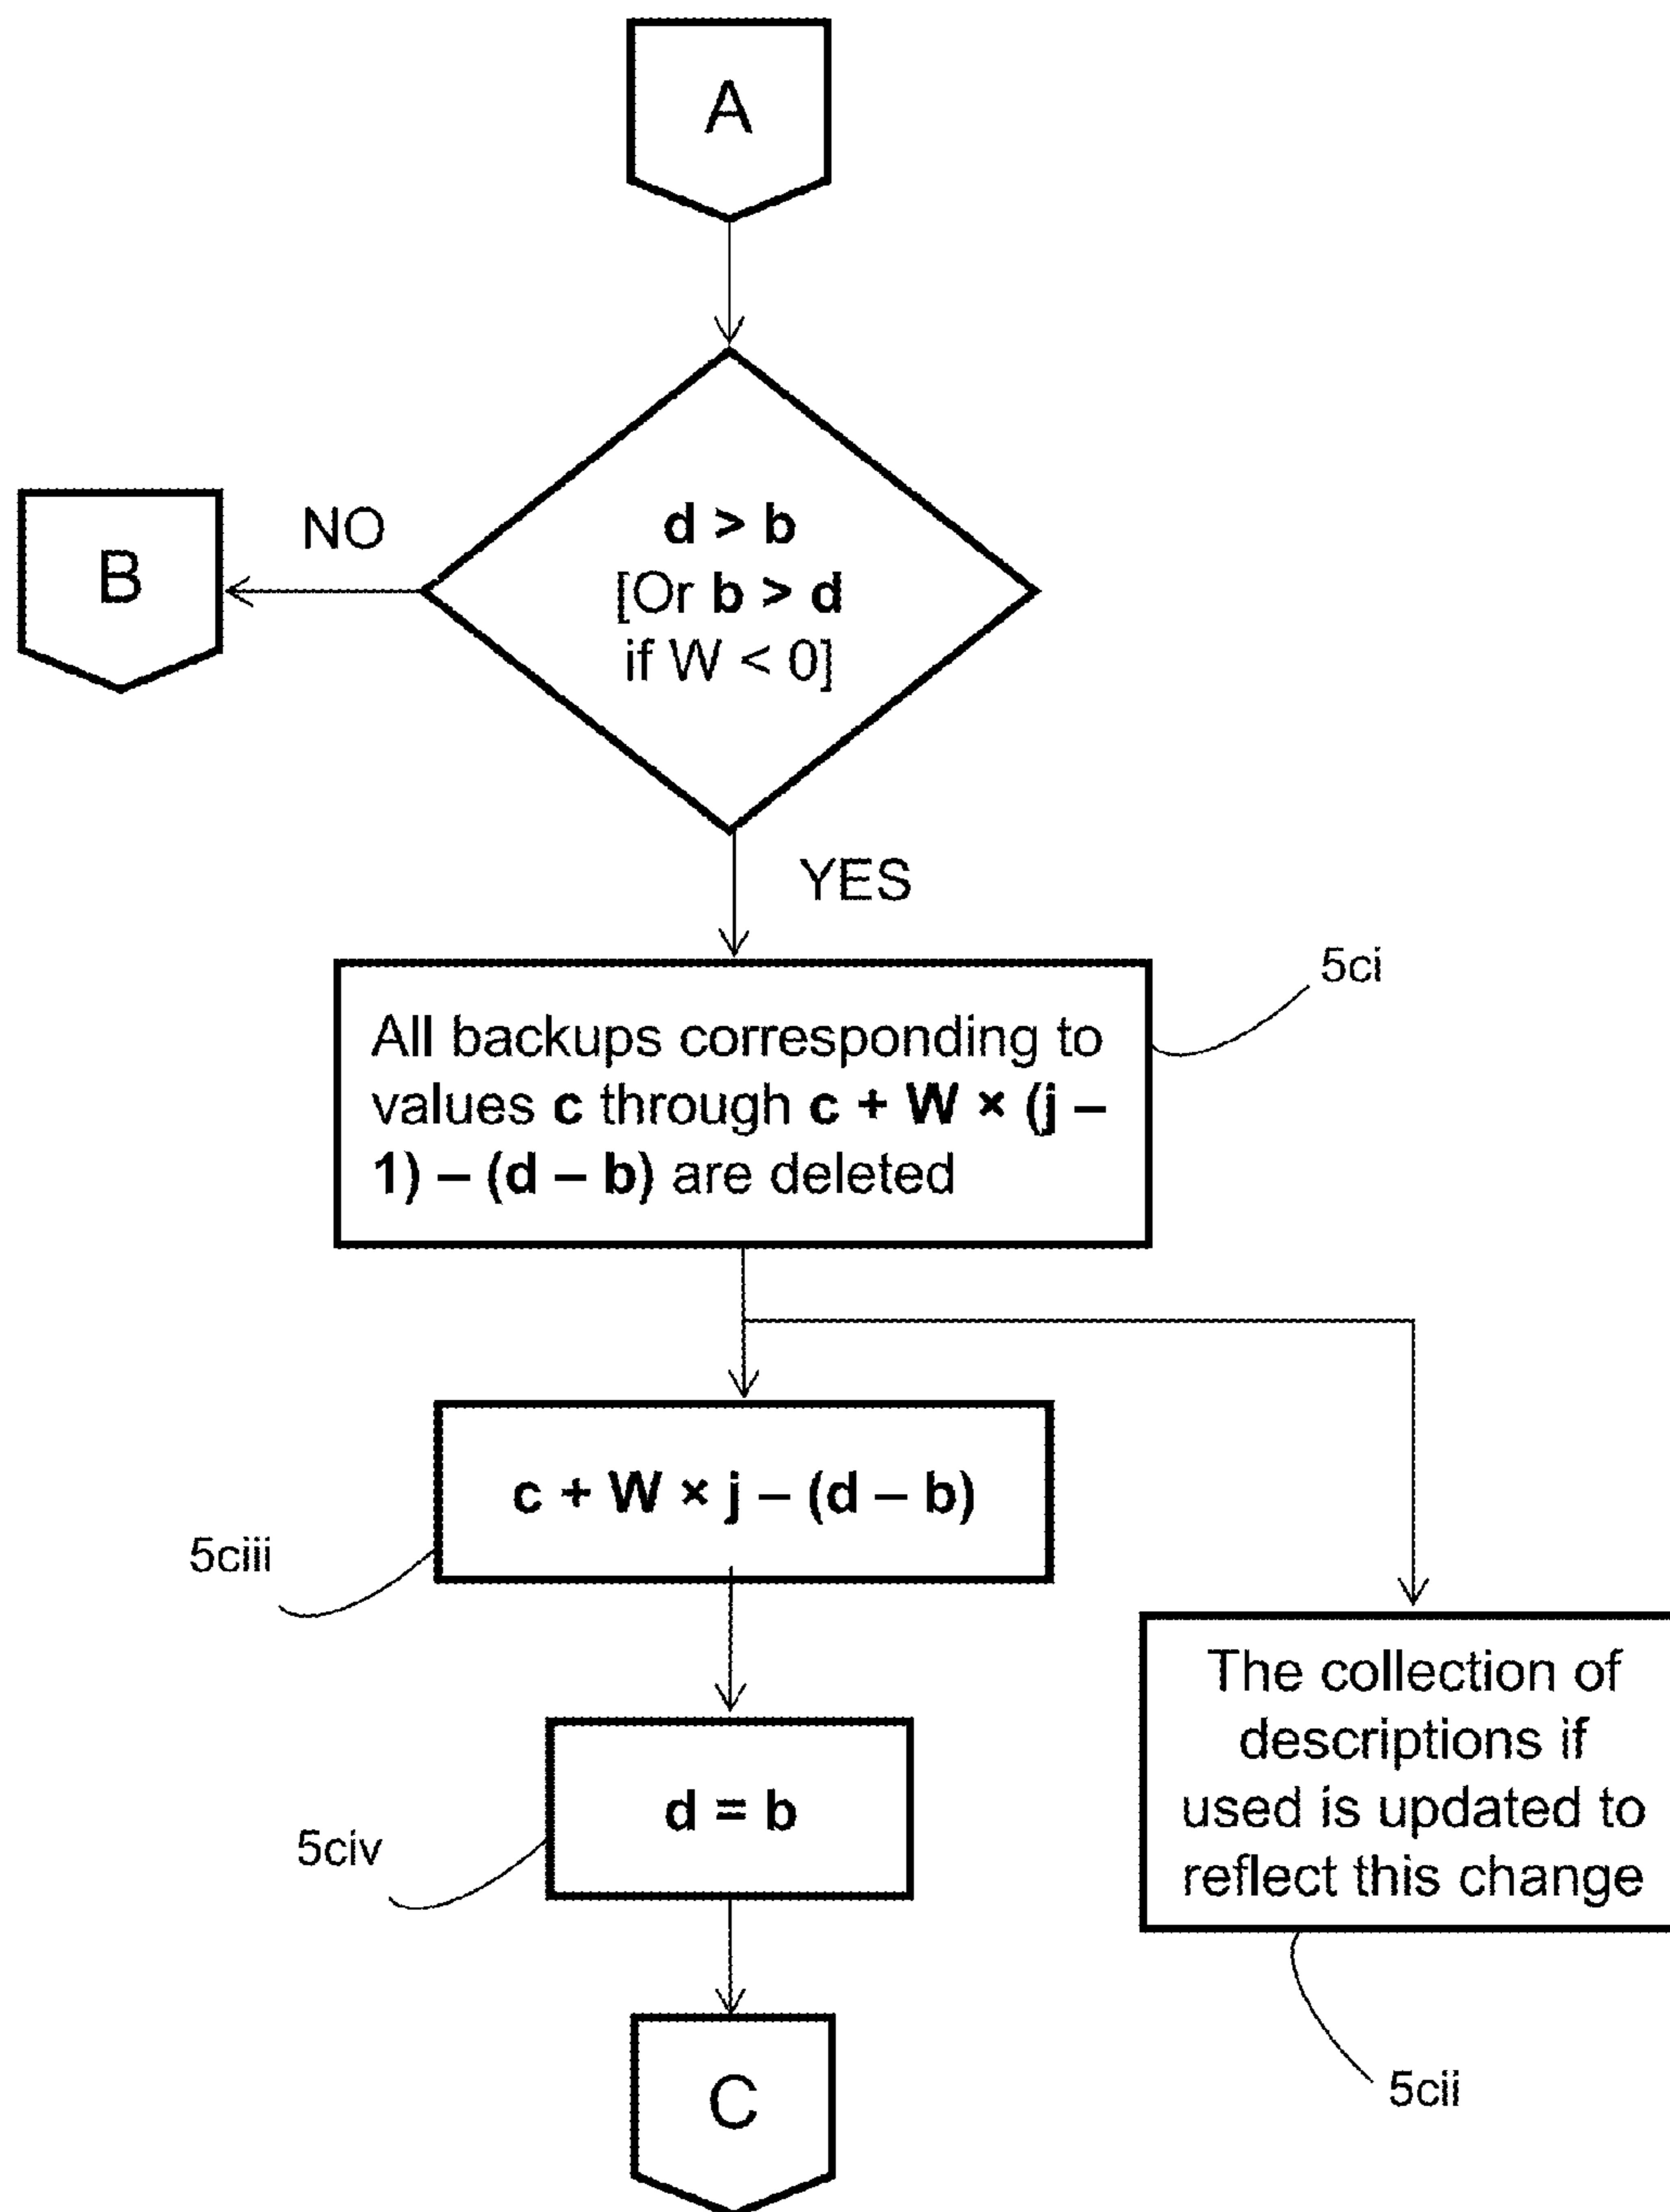 A
d > b
[Or b > d
if W < 0]
NO
B
YES
5ci
All backups corresponding to
values c through c + W × (j –
1) – (d – b) are deleted
c + W × j – (d – b)
5ciii
The collection of
descriptions if
used is updated to
reflect this change
d = b
5civ
5cii
C